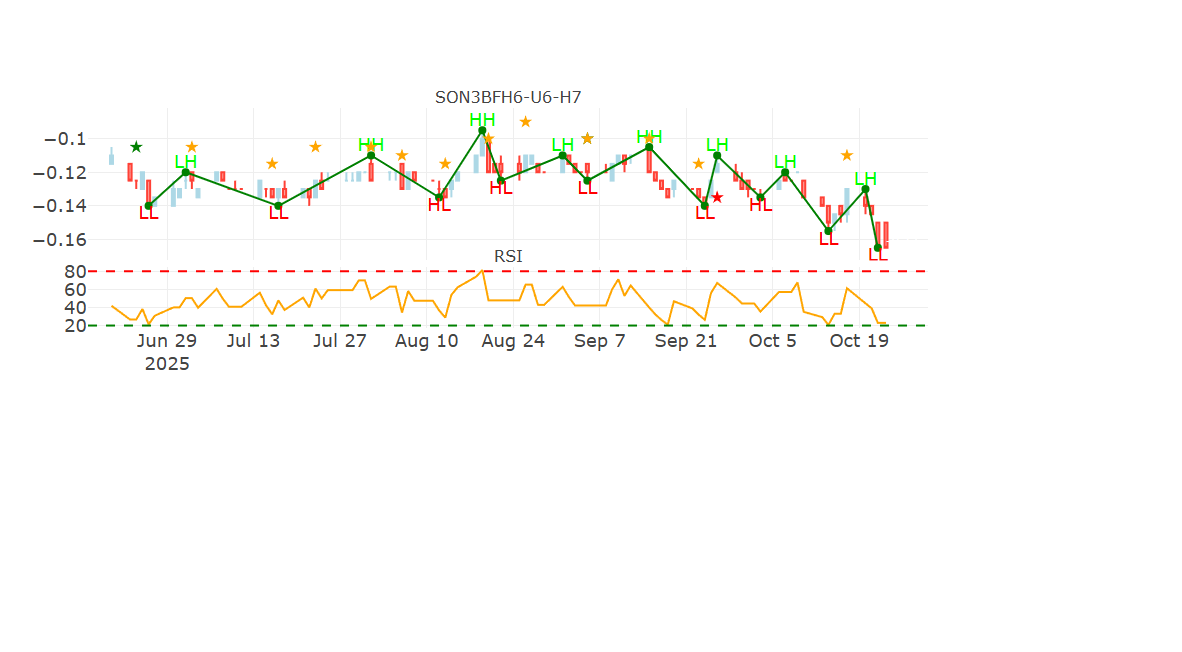 SON3BFH6-U6-H7
HH
−0.1
HH
HH
LH
LH
LH
LH
LH
−0.12
LH
HL
LL
−0.14
HL
HL
LL
LL
LL
−0.16
LL
LL
RSI
80
60
40
20
Jun 29
2025
Jul 13
Jul 27
Aug 10
Aug 24
Sep 7
Sep 21
Oct 5
Oct 19